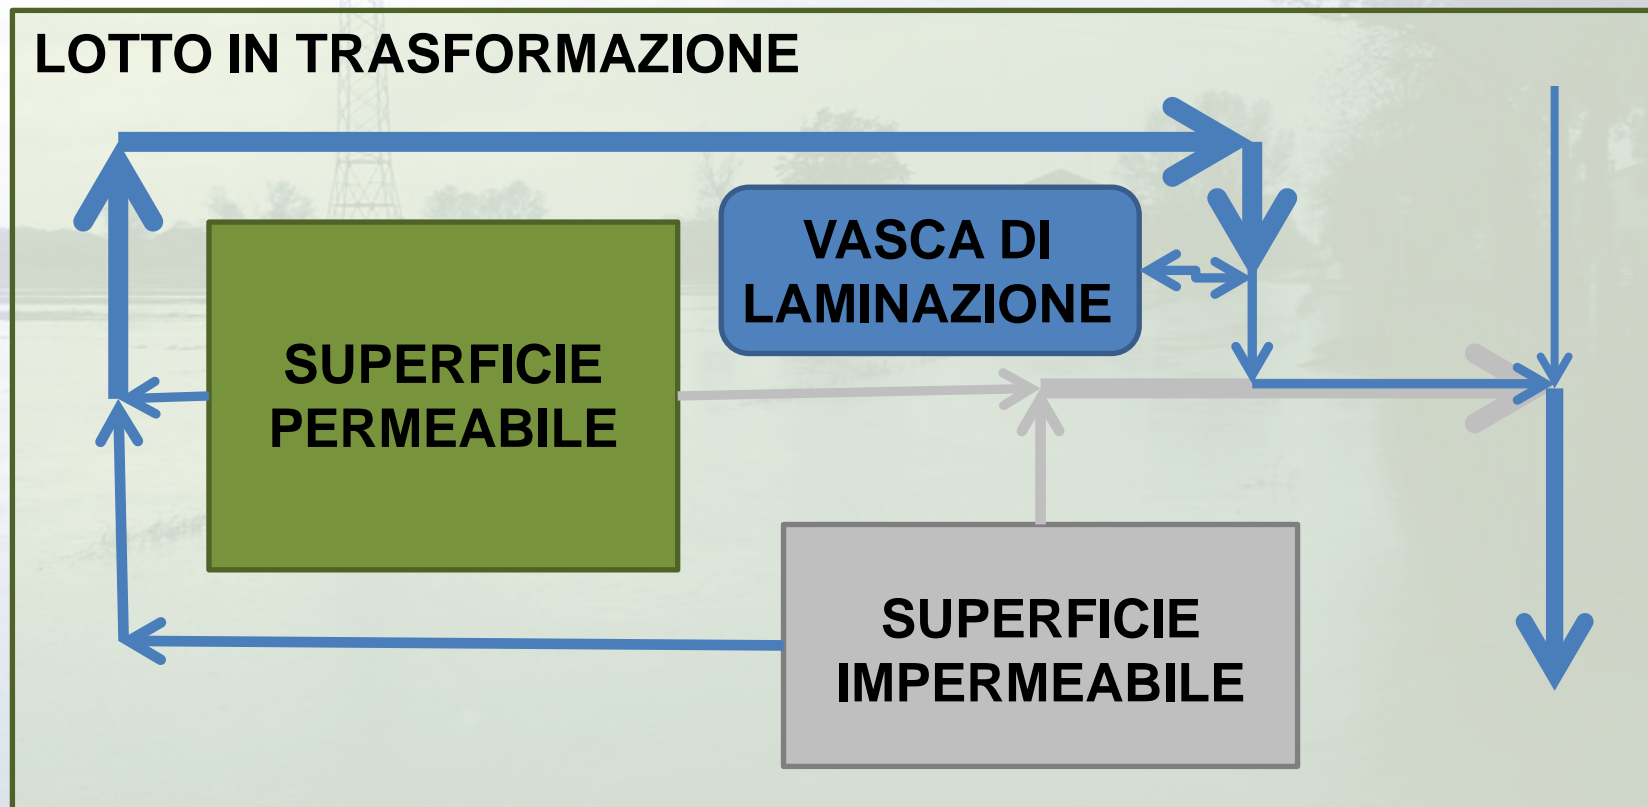 LOTTO IN TRASFORMAZIONE
VASCA DI
LAMINAZIONE
SUPERFICIE
PERMEABILE
SUPERFICIE
IMPERMEABILE